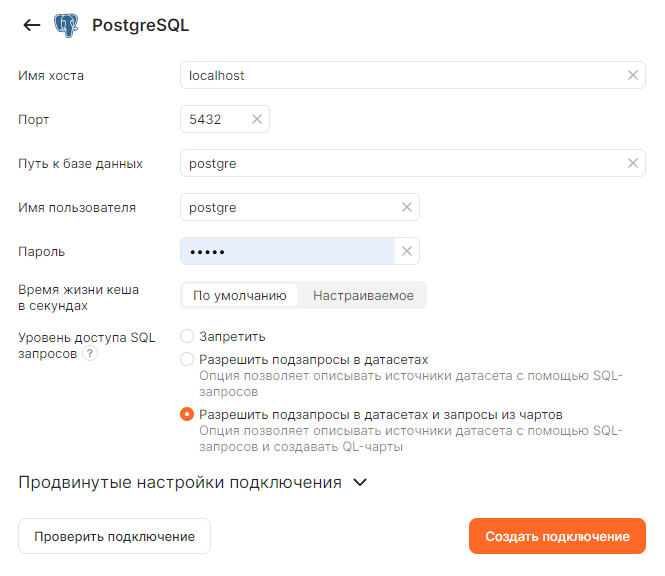 PostgreSQL
Имя хоста
localhost
Порт
5432
Путь к базе данных
postgre
Имя пользователя
postgre
Пароль
•••••
Время жизни кеша
в секундах
По умолчанию
Настраиваемое
Уровень доступа SQL
запросов ?
Запретить
Разрешить подзапросы в датасетах
Опция позволяет описывать источники датасета с помощью SQL-
запросов
Разрешить подзапросы в датасетах и запросы из чартов
Опция позволяет описывать источники датасета с помощью SQL-
запросов и создавать QL-чарты
Продвинутые настройки подключения
Проверить подключение
Создать подключение